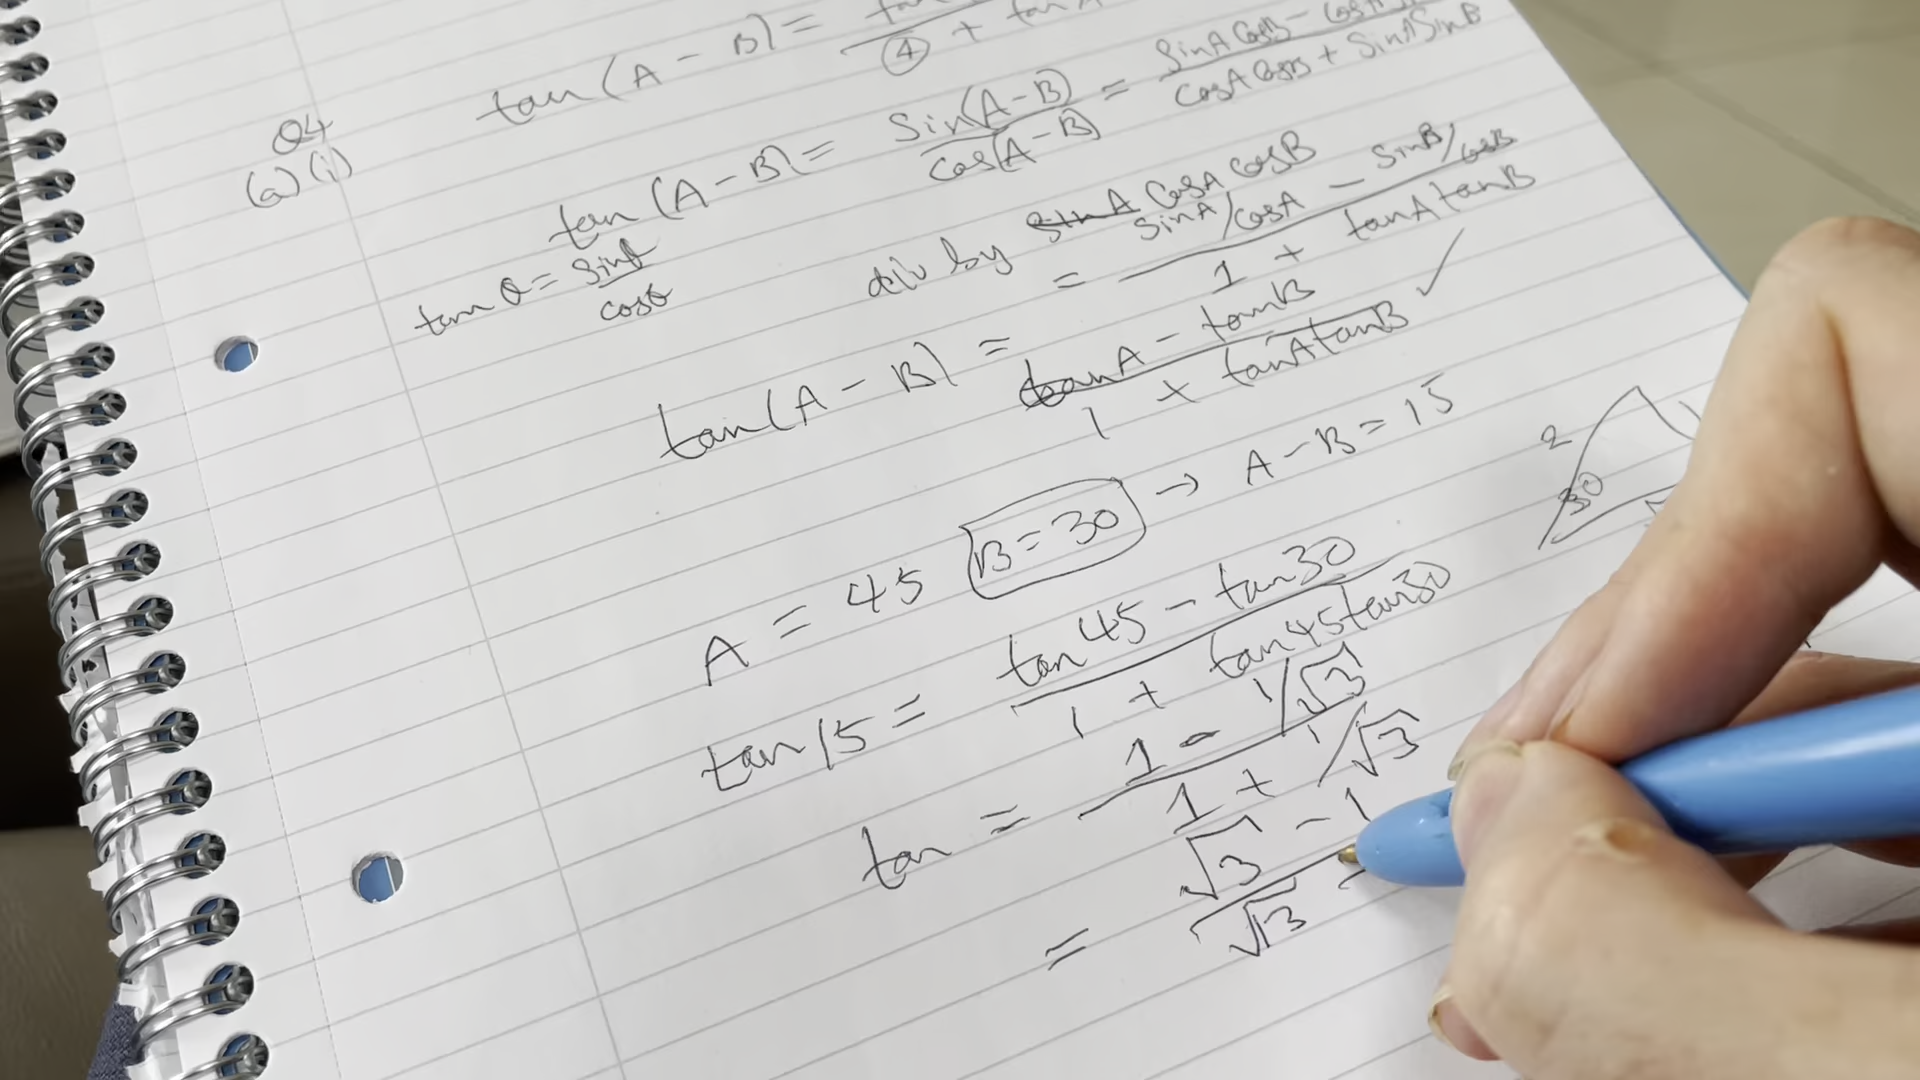 tan(A - B) = tan
④ + tan A
Q4
(a)(i)
tan(A - B) = sin(A-B) / cos(A-B) = sinA cosB - cosA / cosA cosB + sinA sinB
tan θ = sinθ / cosθ
div by sinA cosA cosB
= sinA/cosA - sinB/cosB
1 + tanA tanB
tan(A - B) = tanA - tanB / 1 + tanA tanB ✓
A = 45 B = 30 → A - B = 15
2
30
tan 15 = tan 45 - tan 30 / 1 + tan 45 tan 30
tan = 1 - 1/√3 / 1 + 1/√3
= √3 - 1 / √3